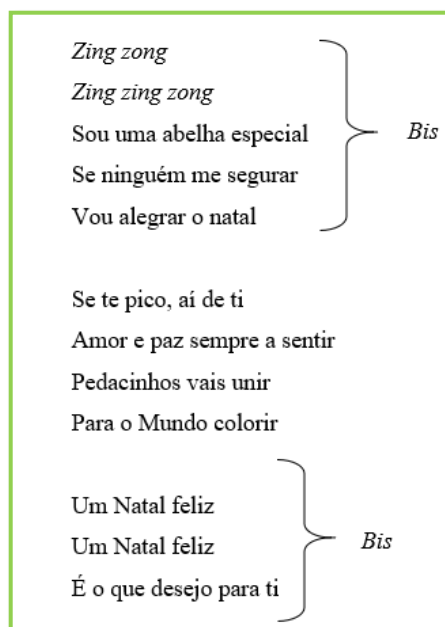 Zing zong
Zing zing zong
Sou uma abelha especial
Bis
Se ninguém me segurar
Vou alegrar o natal
Se te pico, aí de ti
Amor e paz sempre a sentir
Pedacinhos vais unir
Para o Mundo colorir
Um Natal feliz
Um Natal feliz
Bis
É o que desejo para ti